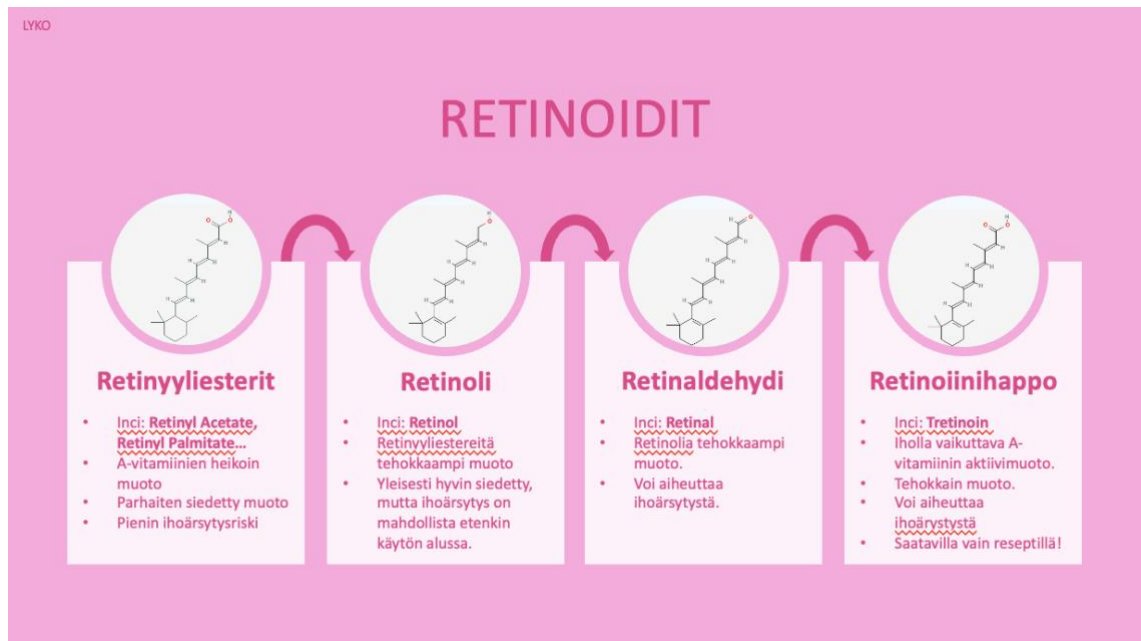 LYKO
RETINOIDIT
Retinyyliesterit
• Inci: Retinyl Acetate,
Retinyl Palmitate...
• A-vitamiinien heikoin
muoto
• Parhaiten siedetty muoto
• Pienin ihoärsytysriski
Retinoli
• Inci: Retinol
• Retinyyliestereitä
tehokkaampi muoto
• Yleisesti hyvin siedetty,
mutta ihoärsytys on
mahdollista etenkin
käytön alussa.
Retinaldehydi
• Inci: Retinal
• Retinolia tehokkaampi
muoto.
• Voi aiheuttaa
ihoärsytystä.
Retinoiinihappo
• Inci: Tretinoin
• Iholla vaikuttava A-
vitamiinin aktiivimuoto.
• Tehokkain muoto.
• Voi aiheuttaa
ihoärystystä
• Saatavilla vain reseptillä!